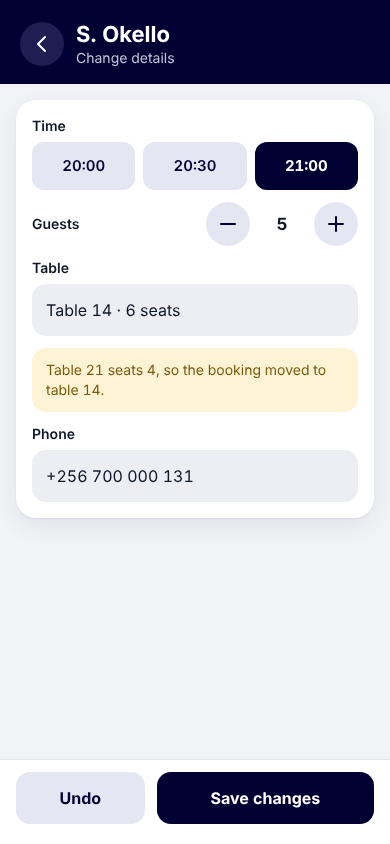 S. Okello
Change details
Time
20:00
20:30
21:00
Guests
5
Table
Table 14 · 6 seats
Table 21 seats 4, so the booking moved to
table 14.
Phone
+256 700 000 131
Undo
Save changes